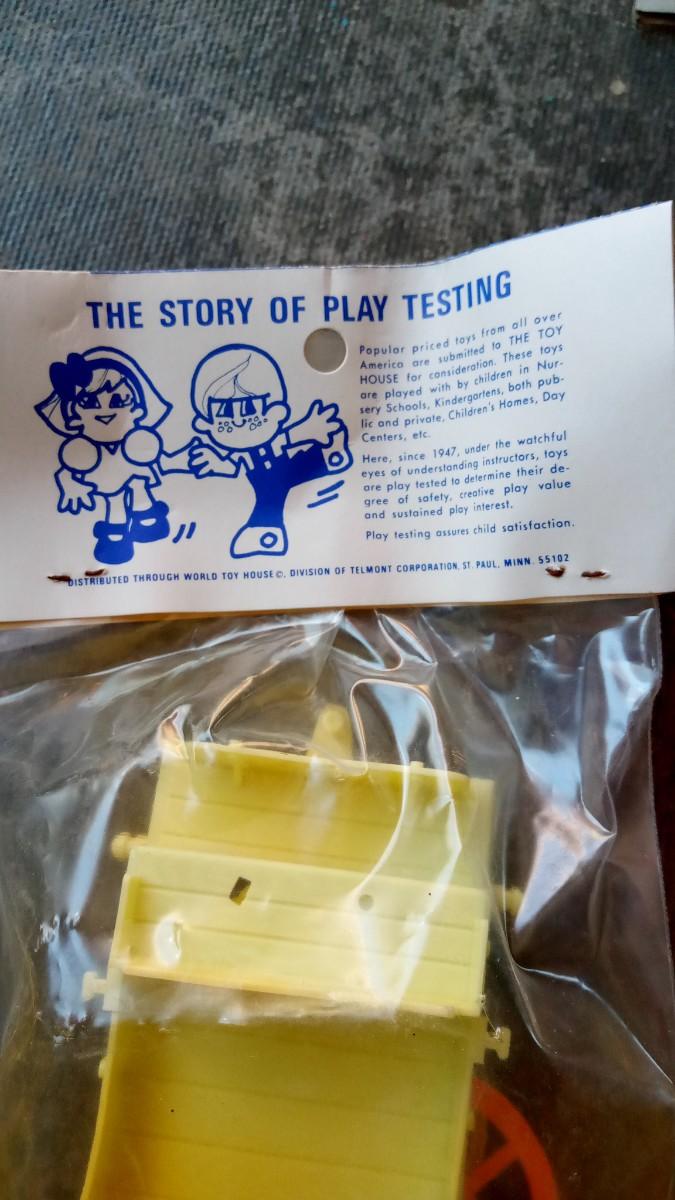 THE STORY OF PLAY TESTING
Popular priced toys from all over
America are submitted to THE TOY
HOUSE for consideration. These toys
are played with by children in Nur-
sery Schools, Kindergartens, both pub-
lic and private, Children's Homes, Day
Centers, etc.
Here, since 1947, under the watchful
eyes of understanding instructors, toys
are play tested to determine their de-
gree of safety, creative play value
and sustained play interest.
Play testing assures child satisfaction.
DISTRIBUTED THROUGH WORLD TOY HOUSE©, DIVISION OF TELMONT CORPORATION, ST. PAUL, MINN. 55102